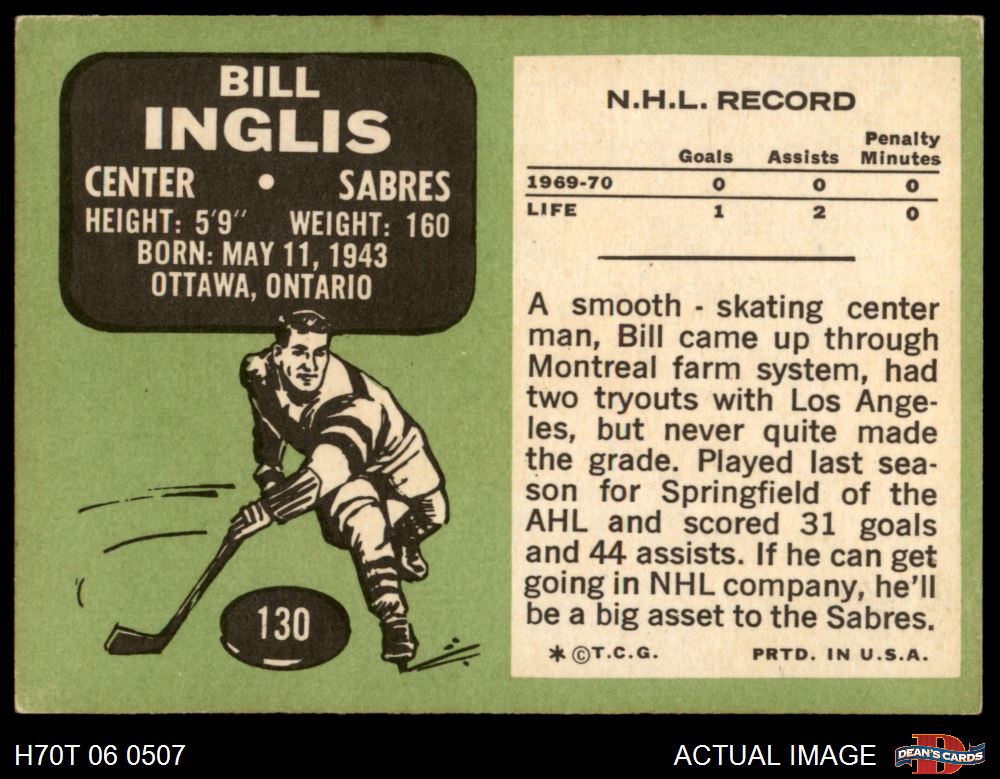 BILL
INGLIS
CENTER • SABRES
HEIGHT: 5'9" WEIGHT: 160
BORN: MAY 11, 1943
OTTAWA, ONTARIO
130
N.H.L. RECORD
Goals Assists Penalty Minutes
1969-70 0 0 0
LIFE 1 2 0
A smooth - skating center
man, Bill came up through
Montreal farm system, had
two tryouts with Los Ange-
les, but never quite made
the grade. Played last sea-
son for Springfield of the
AHL and scored 31 goals
and 44 assists. If he can get
going in NHL company, he'll
be a big asset to the Sabres.
* ©T.C.G. PRTD. IN U.S.A.
H70T 06 0507 ACTUAL IMAGE D DEAN'S CARDS